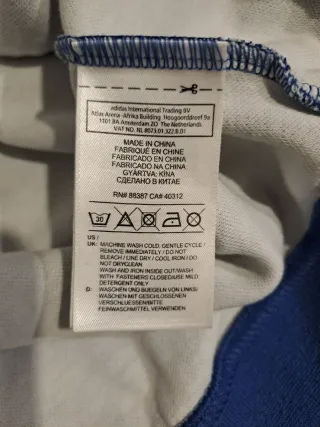 adidas International Trading BV
Atlas Arena -Afrika Building Hoogoorddreef 9a
1101 BA Amsterdam ZO The Netherlands
VAT NO. NL 8073.01.322.B.01
MADE IN CHINA
FABRIQUÉ EN CHINE
FABRICADO EN CHINA
FABRICADO NA CHINA
GYÁRTVA: KÍNA
СДЕЛАНО В КИТАЕ
RN# 88387 CA# 40312
30
US /
UK: MACHINE WASH COLD, GENTLE CYCLE /
REMOVE IMMEDIATELY / DO NOT
BLEACH / LINE DRY / COOL IRON / DO
NOT DRYCLEAN
WASH AND IRON INSIDE OUT/WASH
WITH FASTENERS CLOSED/USE MILD
DETERGENT ONLY
D: WASCHEN UND BUEGELN VON LINKS/
WASCHEN MIT GESCHLOSSENEN
VERSCHLUESSEN/BITTE
FEINWASCHMITTEL VERWENDEN